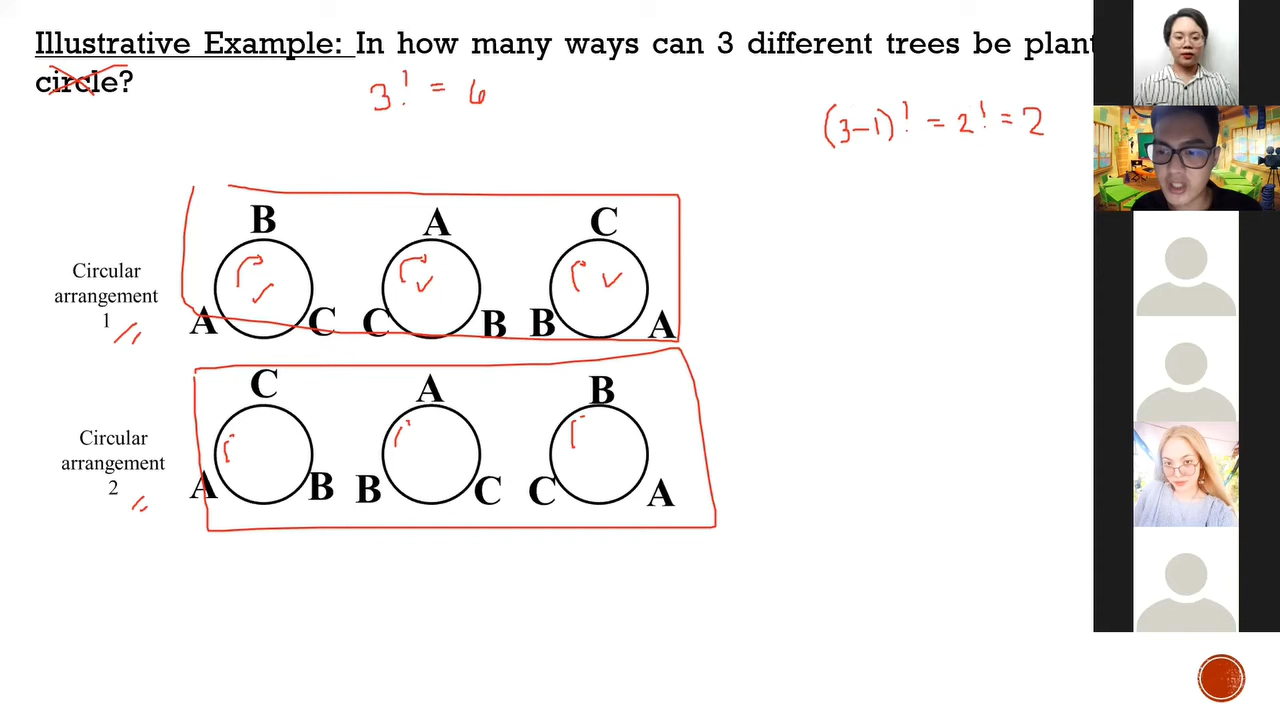 Illustrative Example: In how many ways can 3 different trees be plant
circle?
3! = 6
(3-1)! = 2! = 2
B A C
Circular
arrangement
1
A C C B B A
C A B
Circular
arrangement
2
A B B C C A